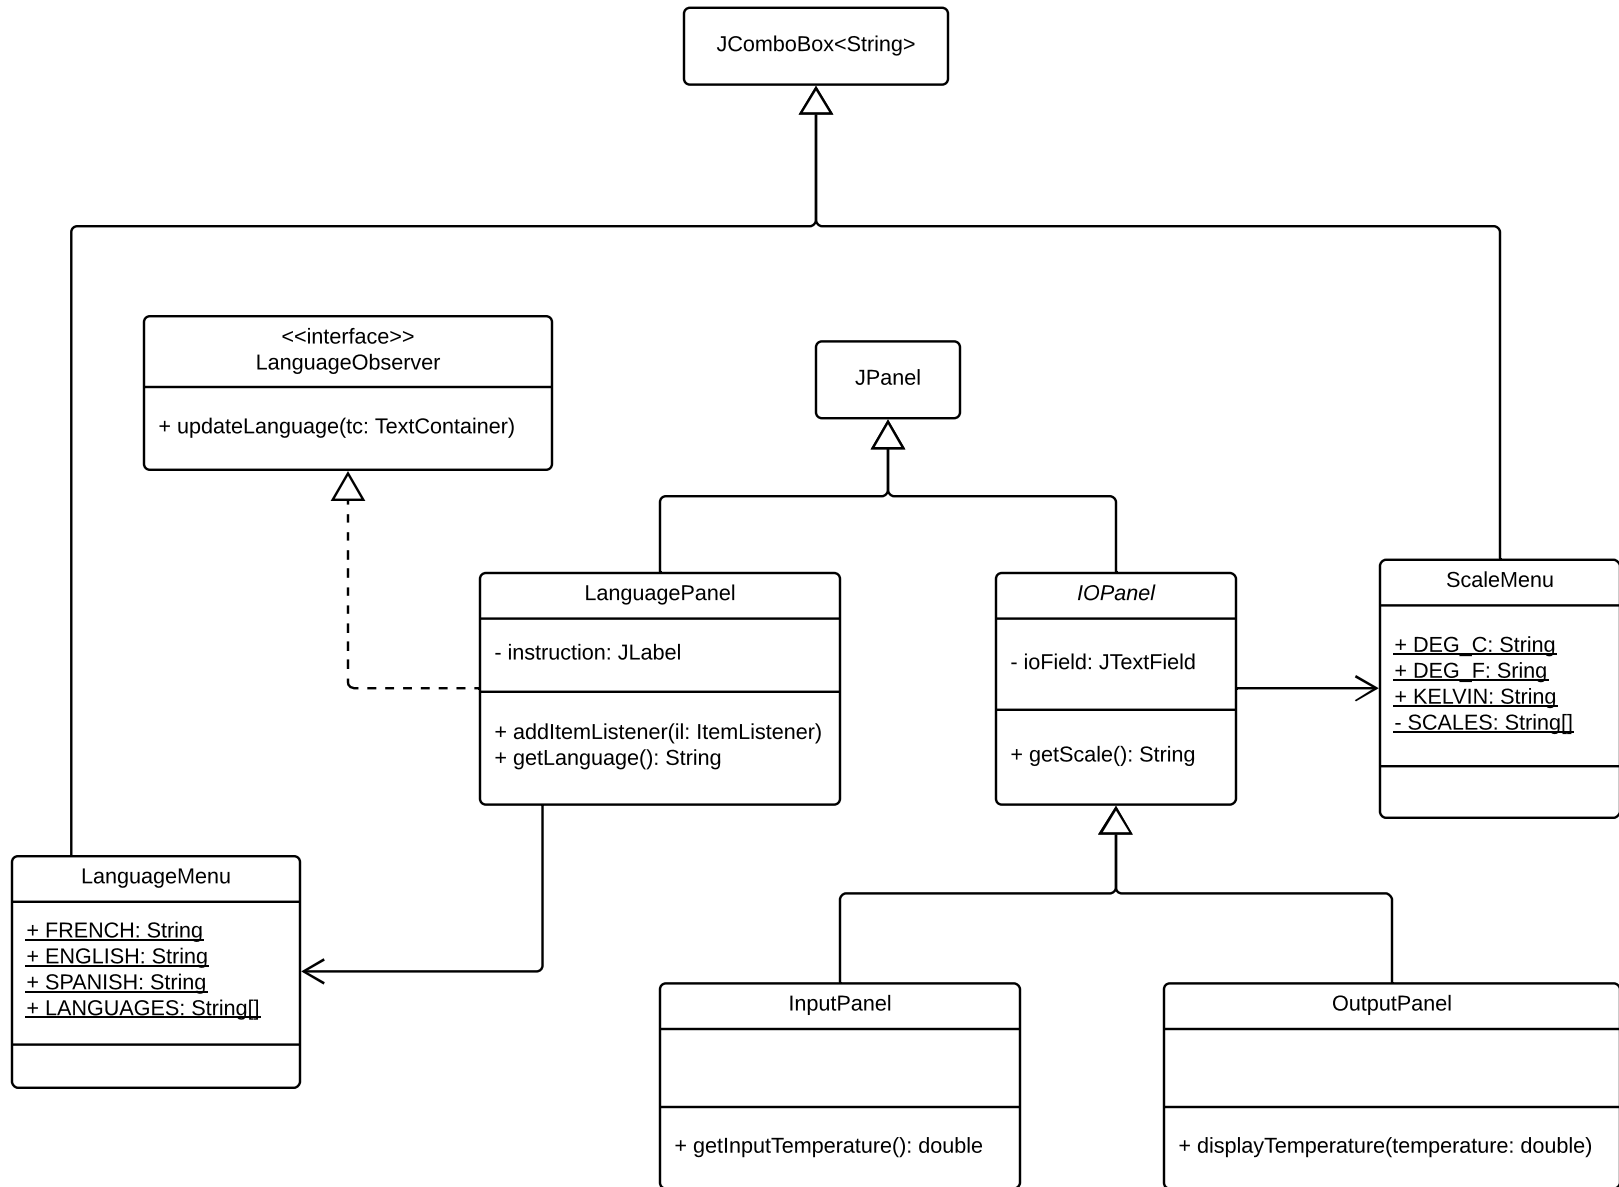 JComboBox<String>
<<interface>>
LanguageObserver
+ updateLanguage(tc: TextContainer)
JPanel
LanguagePanel
- instruction: JLabel
+ addItemListener(il: ItemListener)
+ getLanguage(): String
IOPanel
- ioField: JTextField
+ getScale(): String
ScaleMenu
+ DEG_C: String
+ DEG_F: Sring
+ KELVIN: String
- SCALES: String[]
LanguageMenu
+ FRENCH: String
+ ENGLISH: String
+ SPANISH: String
+ LANGUAGES: String[]
InputPanel
+ getInputTemperature(): double
OutputPanel
+ displayTemperature(temperature: double)